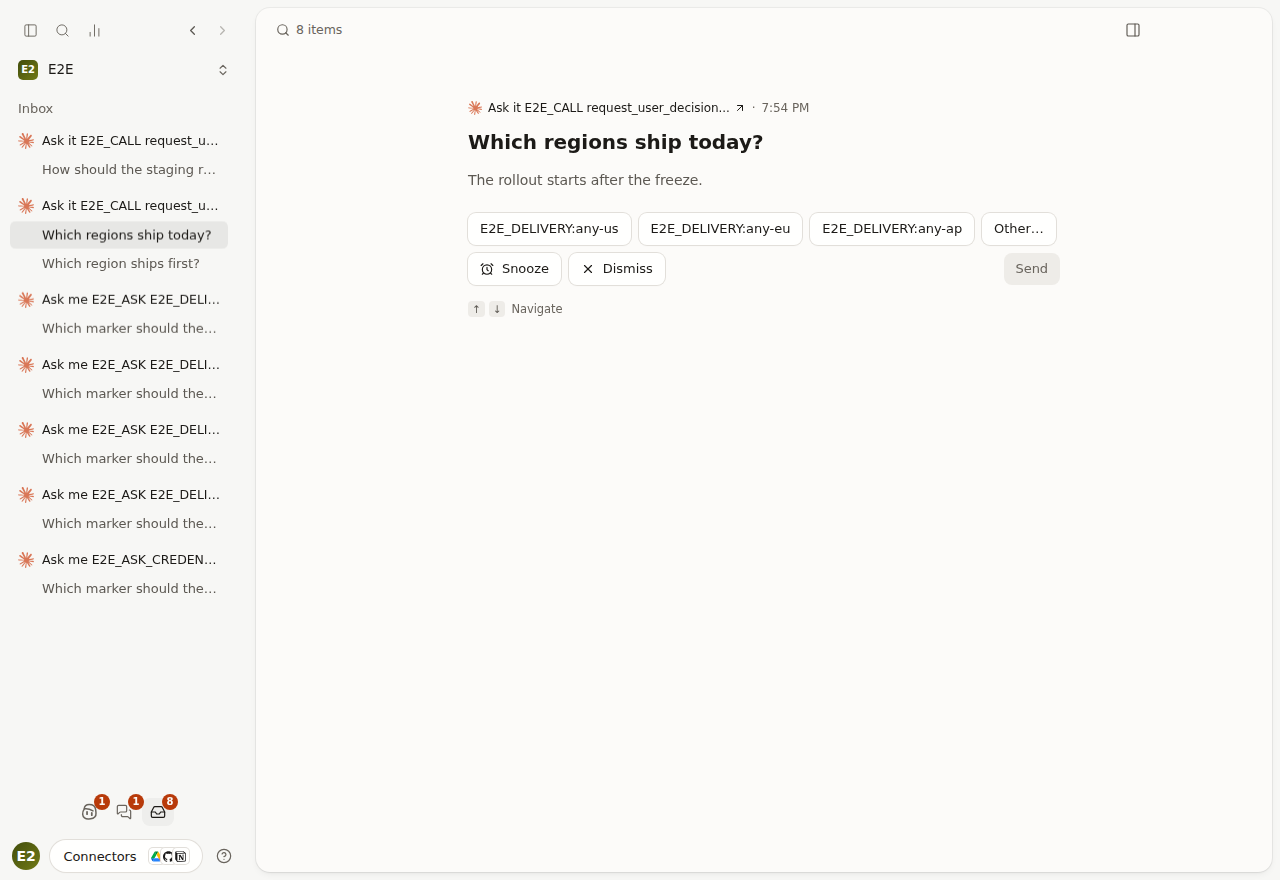 8 items
E2 E2E
Inbox
Ask it E2E_CALL request_u…
How should the staging r…
Ask it E2E_CALL request_u…
Which regions ship today?
Which region ships first?
Ask me E2E_ASK E2E_DELI…
Which marker should the…
Ask me E2E_ASK E2E_DELI…
Which marker should the…
Ask me E2E_ASK E2E_DELI…
Which marker should the…
Ask me E2E_ASK E2E_DELI…
Which marker should the…
Ask me E2E_ASK_CREDEN…
Which marker should the…
1 1 8
E2 Connectors
Ask it E2E_CALL request_user_decision... · 7:54 PM
Which regions ship today?
The rollout starts after the freeze.
E2E_DELIVERY:any-us E2E_DELIVERY:any-eu E2E_DELIVERY:any-ap Other…
Snooze Dismiss Send
↑ ↓ Navigate